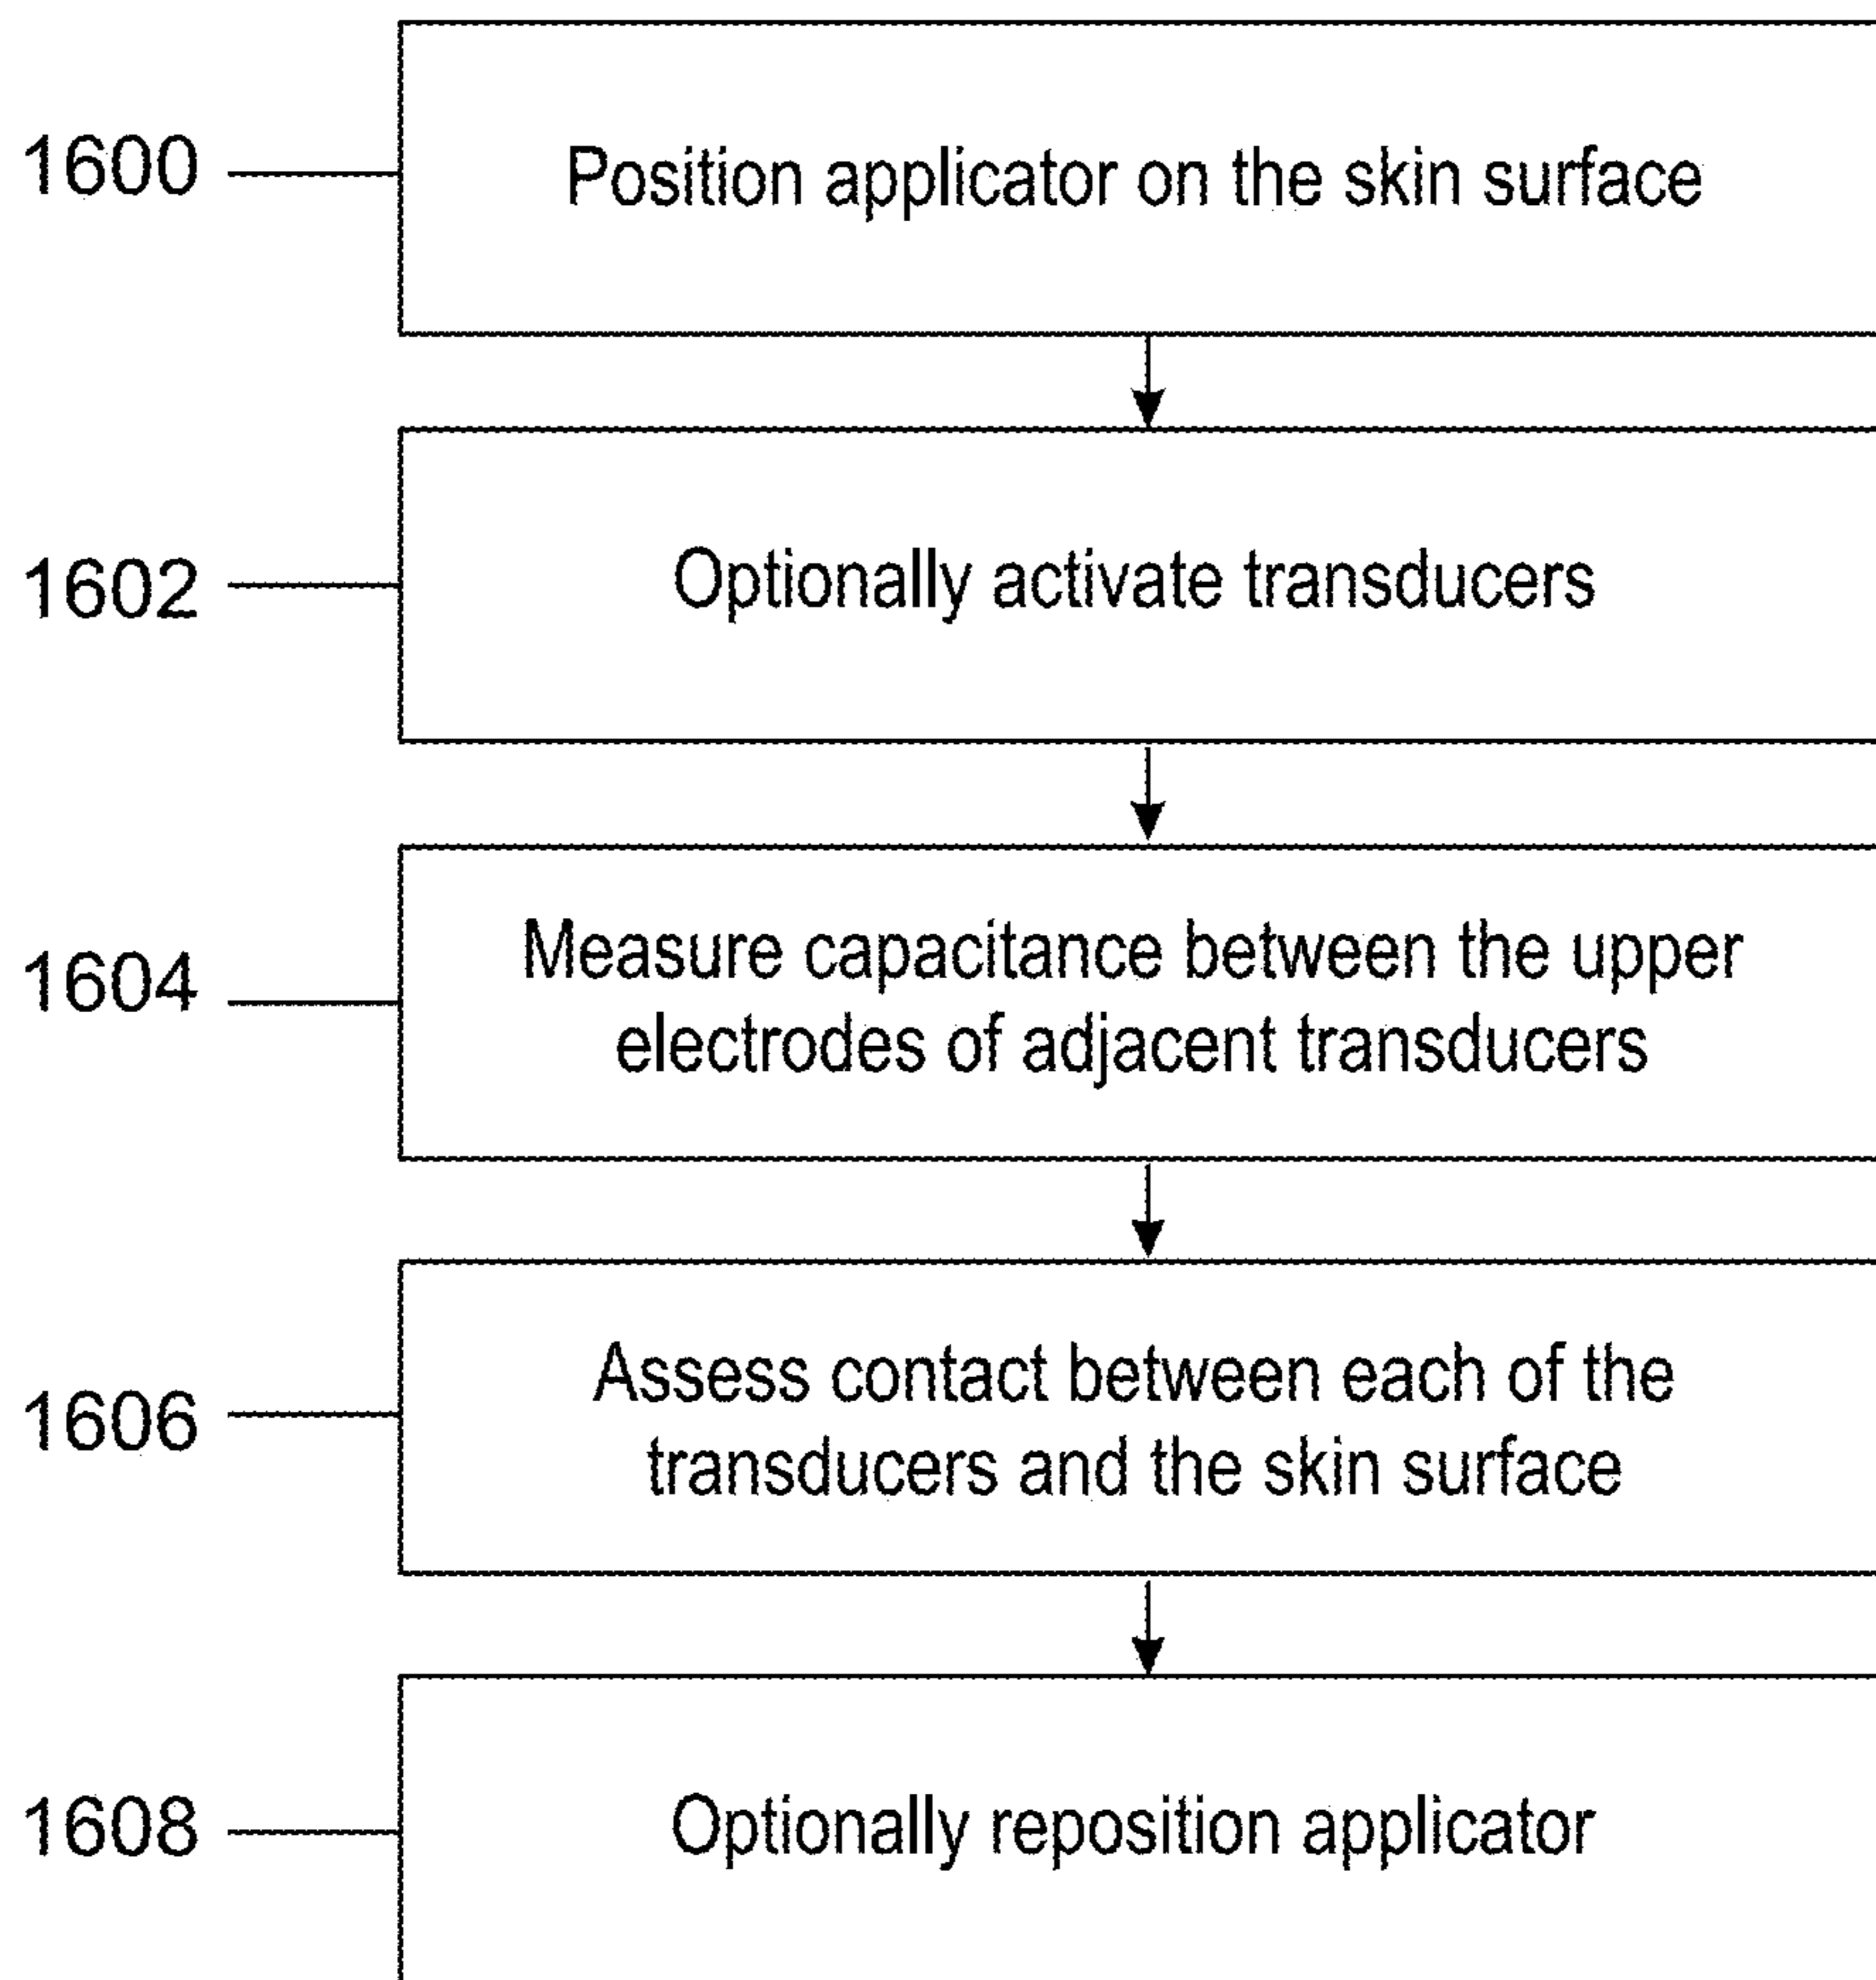 1600
Position applicator on the skin surface
1602
Optionally activate transducers
1604
Measure capacitance between the upper
electrodes of adjacent transducers
1606
Assess contact between each of the
transducers and the skin surface
1608
Optionally reposition applicator